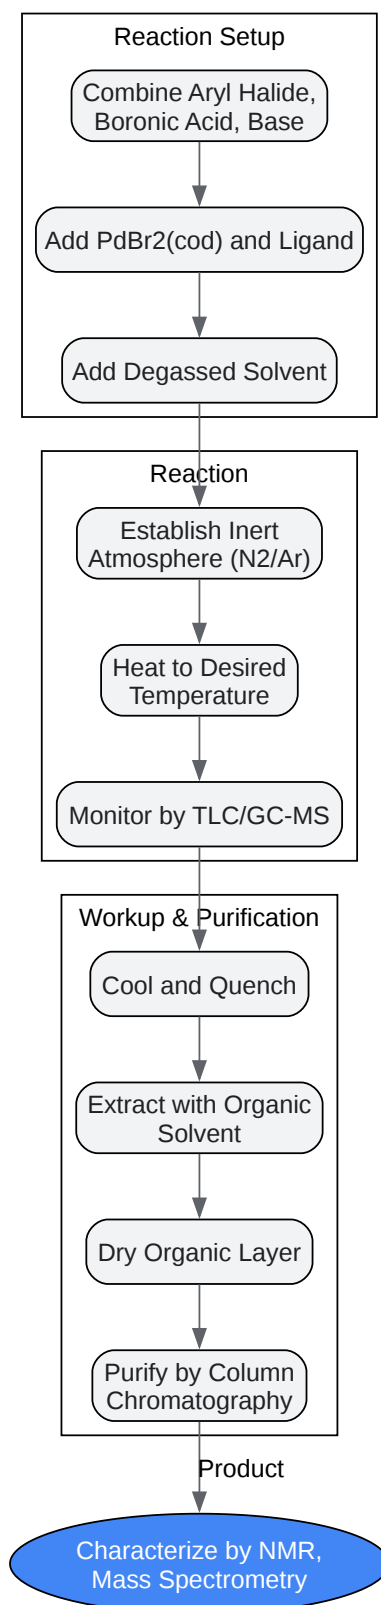 Reaction Setup
Combine Aryl Halide,
Boronic Acid, Base
Add PdBr2(cod) and Ligand
Add Degassed Solvent
Reaction
Establish Inert
Atmosphere (N2/Ar)
Heat to Desired
Temperature
Monitor by TLC/GC-MS
Workup & Purification
Cool and Quench
Extract with Organic
Solvent
Dry Organic Layer
Purify by Column
Chromatography
Product
Characterize by NMR,
Mass Spectrometry